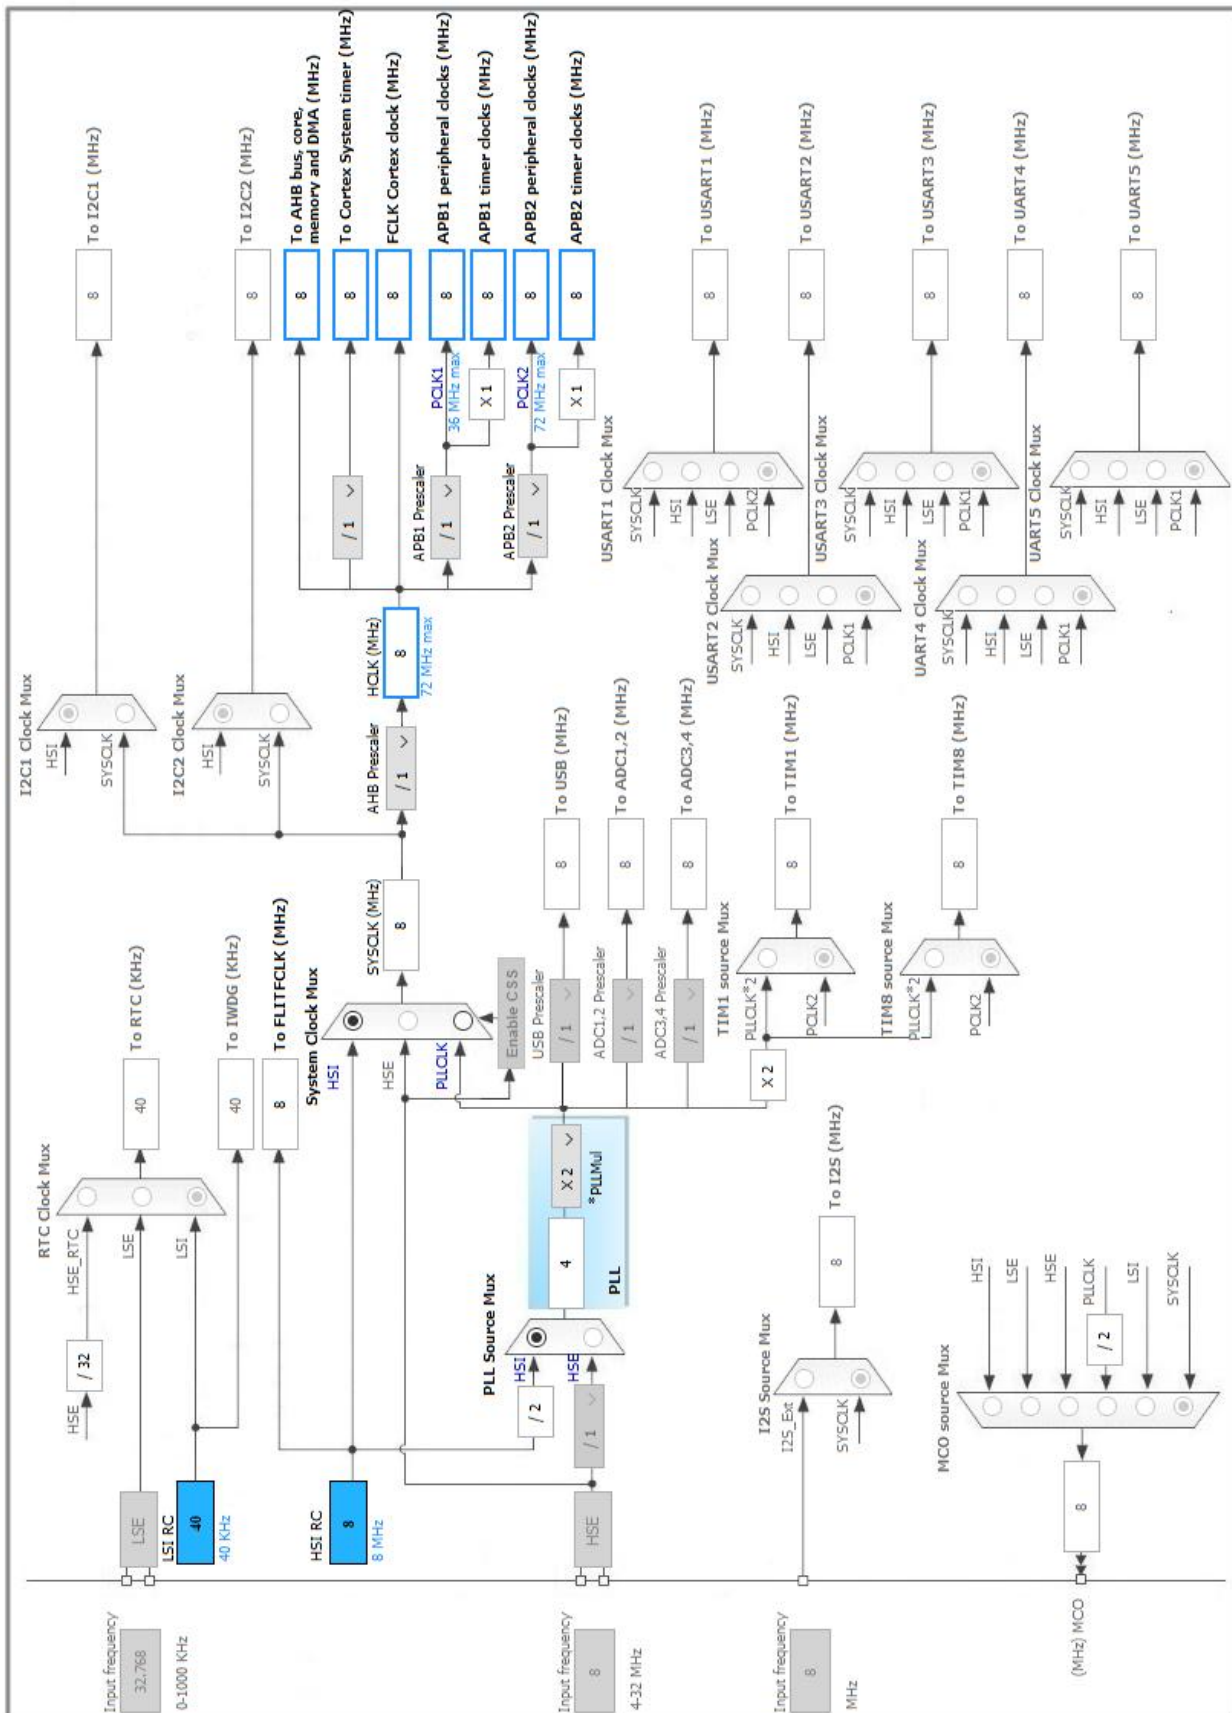 Input frequency
32.768
0-1000 KHz
LSE
LSI RC
40
40 KHz
HSE
/ 32
HSE_RTC
LSE
LSI
RTC Clock Mux
40
To RTC (KHz)
40
To IWDG (KHz)
8
To FLITFCLK (MHz)
HSI RC
8
8 MHz
Input frequency
8
4-32 MHz
HSE
/ 2
/ 1
HSI
HSE
PLL Source Mux
4
X 2
*PLLMul
PLL
System Clock Mux
HSI
HSE
PLLCLK
Enable CSS
SYSCLK (MHz)
8
I2C1 Clock Mux
HSI
SYSCLK
8
To I2C1 (MHz)
I2C2 Clock Mux
HSI
SYSCLK
8
To I2C2 (MHz)
AHB Prescaler
/ 1
HCLK (MHz)
8
72 MHz max
8
To AHB bus, core,
memory and DMA (MHz)
/ 1
8
To Cortex System timer (MHz)
8
FCLK Cortex clock (MHz)
APB1 Prescaler
/ 1
PCLK1
36 MHz max
8
APB1 peripheral clocks (MHz)
X 1
8
APB1 timer clocks (MHz)
APB2 Prescaler
/ 1
PCLK2
72 MHz max
8
APB2 peripheral clocks (MHz)
X 1
8
APB2 timer clocks (MHz)
USB Prescaler
/ 1
8
To USB (MHz)
ADC1,2 Prescaler
/ 1
8
To ADC1,2 (MHz)
ADC3,4 Prescaler
/ 1
8
To ADC3,4 (MHz)
X 2
TIM1 source Mux
PLLCLK*2
PCLK2
8
To TIM1 (MHz)
TIM8 source Mux
PLLCLK*2
PCLK2
8
To TIM8 (MHz)
USART1 Clock Mux
SYSCLK
HSI
LSE
PCLK2
8
To USART1 (MHz)
USART2 Clock Mux
SYSCLK
HSI
LSE
PCLK1
8
To USART2 (MHz)
USART3 Clock Mux
SYSCLK
HSI
LSE
PCLK1
8
To USART3 (MHz)
UART4 Clock Mux
SYSCLK
HSI
LSE
PCLK1
8
To UART4 (MHz)
UART5 Clock Mux
SYSCLK
HSI
LSE
PCLK1
8
To UART5 (MHz)
Input frequency
8
MHz
I2S Source Mux
I2S_Ext
SYSCLK
8
To I2S (MHz)
MCO source Mux
HSI
LSE
HSE
PLLCLK
/ 2
LSI
SYSCLK
8
(MHz) MCO